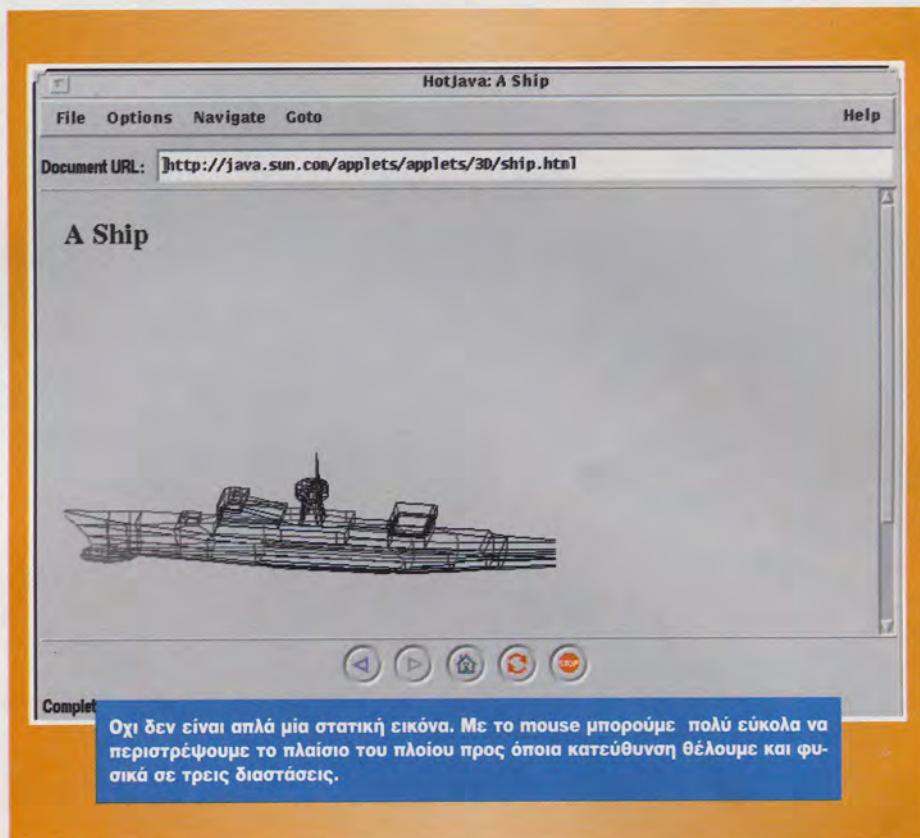 HotJava: A Ship
File Options Navigate Goto Help
Document URL: http://java.sun.com/applets/applets/3D/ship.html
A Ship
STOP
Complet
Οχι δεν είναι απλά μία στατική εικόνα. Με το mouse μπορούμε πολύ εύκολα να
περιστρέψουμε το πλαίσιο του πλοίου προς όποια κατεύθυνση θέλουμε και φυ-
σικά σε τρεις διαστάσεις.